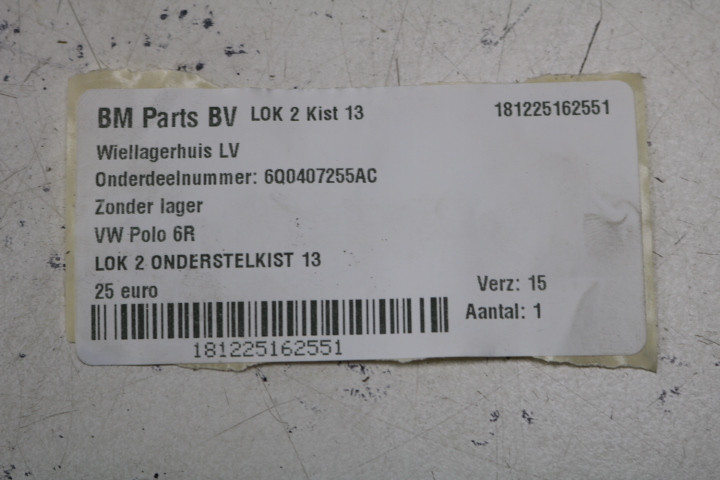 BM Parts BV LOK 2 Kist 13 181225162551
Wiellagerhuis LV
Onderdeelnummer: 6Q0407255AC
Zonder lager
VW Polo 6R
LOK 2 ONDERSTELKIST 13
25 euro Verz: 15
Aantal: 1
181225162551